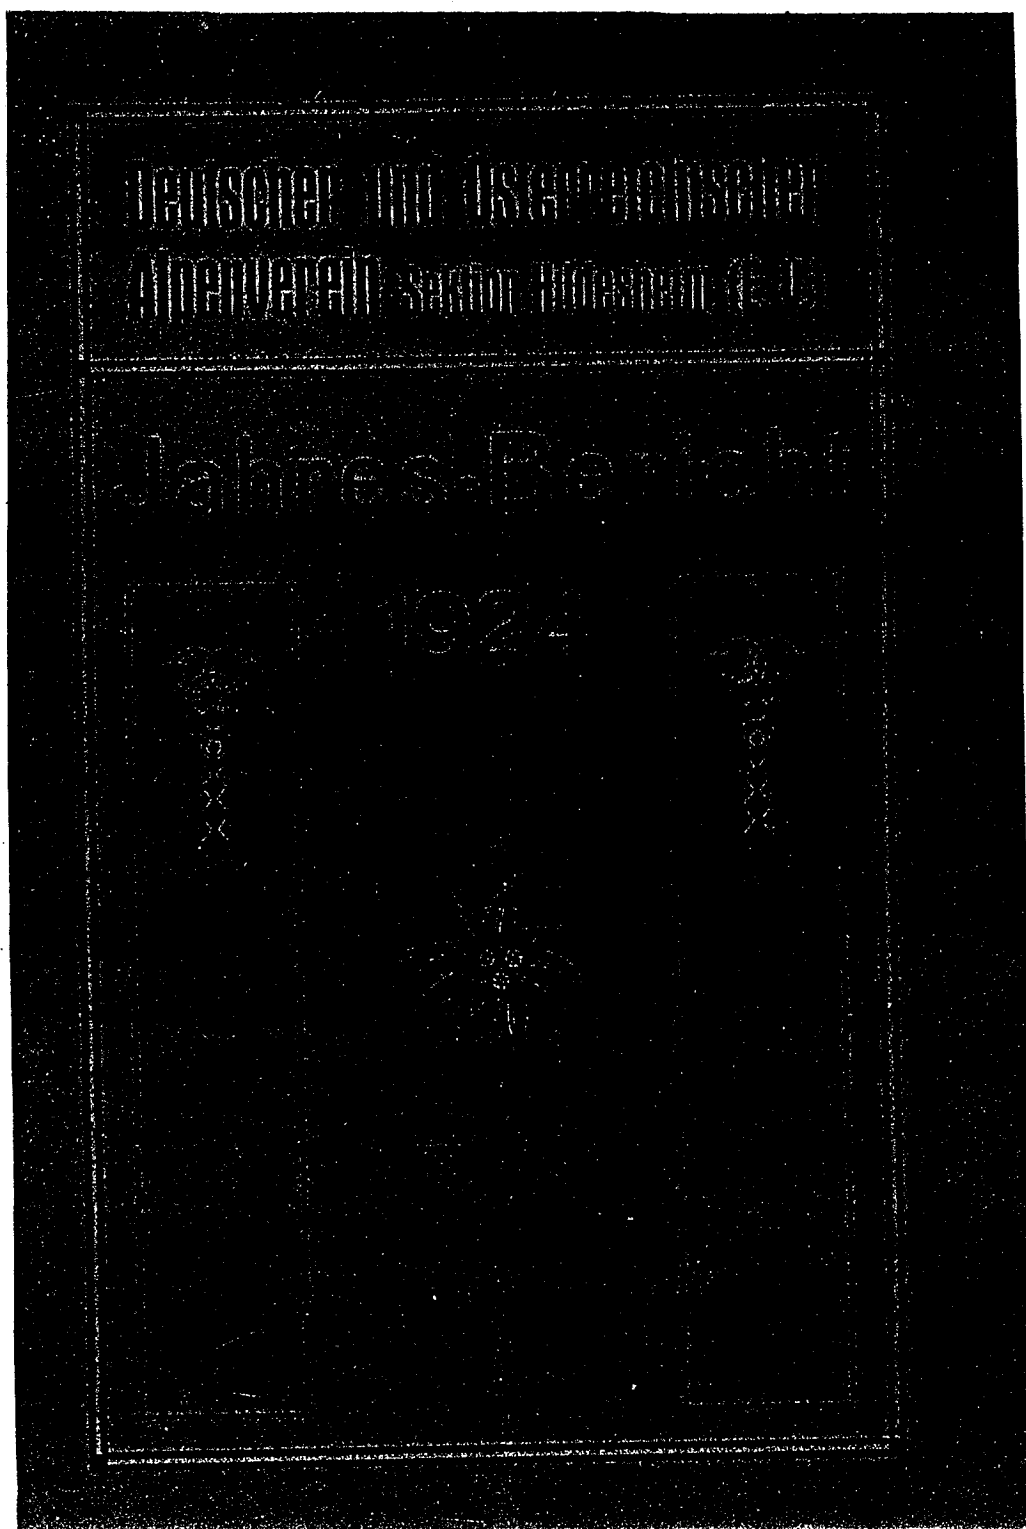 Deutscher und Österreichischer
Alpenverein Sektion Hildesheim (E. V.)
Jahres-Bericht
1924